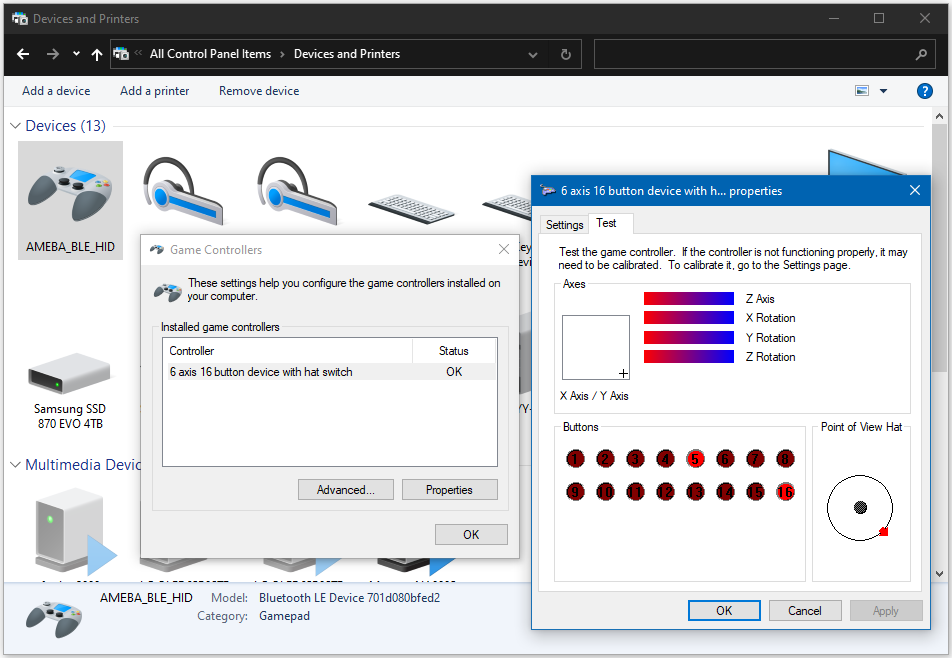 Devices and Printers
All Control Panel Items › Devices and Printers
Add a device Add a printer Remove device
Devices (13)
AMEBA_BLE_HID
Samsung SSD
870 EVO 4TB
Multimedia Devic
Game Controllers
These settings help you configure the game controllers installed on
your computer.
Installed game controllers
Controller Status
6 axis 16 button device with hat switch OK
Advanced... Properties
OK
6 axis 16 button device with h... properties
Settings Test
Test the game controller. If the controller is not functioning properly, it may
need to be calibrated. To calibrate it, go to the Settings page.
Axes
Z Axis
X Rotation
Y Rotation
Z Rotation
X Axis / Y Axis
Buttons
1 2 3 4 5 6 7 8
9 10 11 12 13 14 15 16
Point of View Hat
OK Cancel Apply
AMEBA_BLE_HID Model: Bluetooth LE Device 701d080bfed2
Category: Gamepad